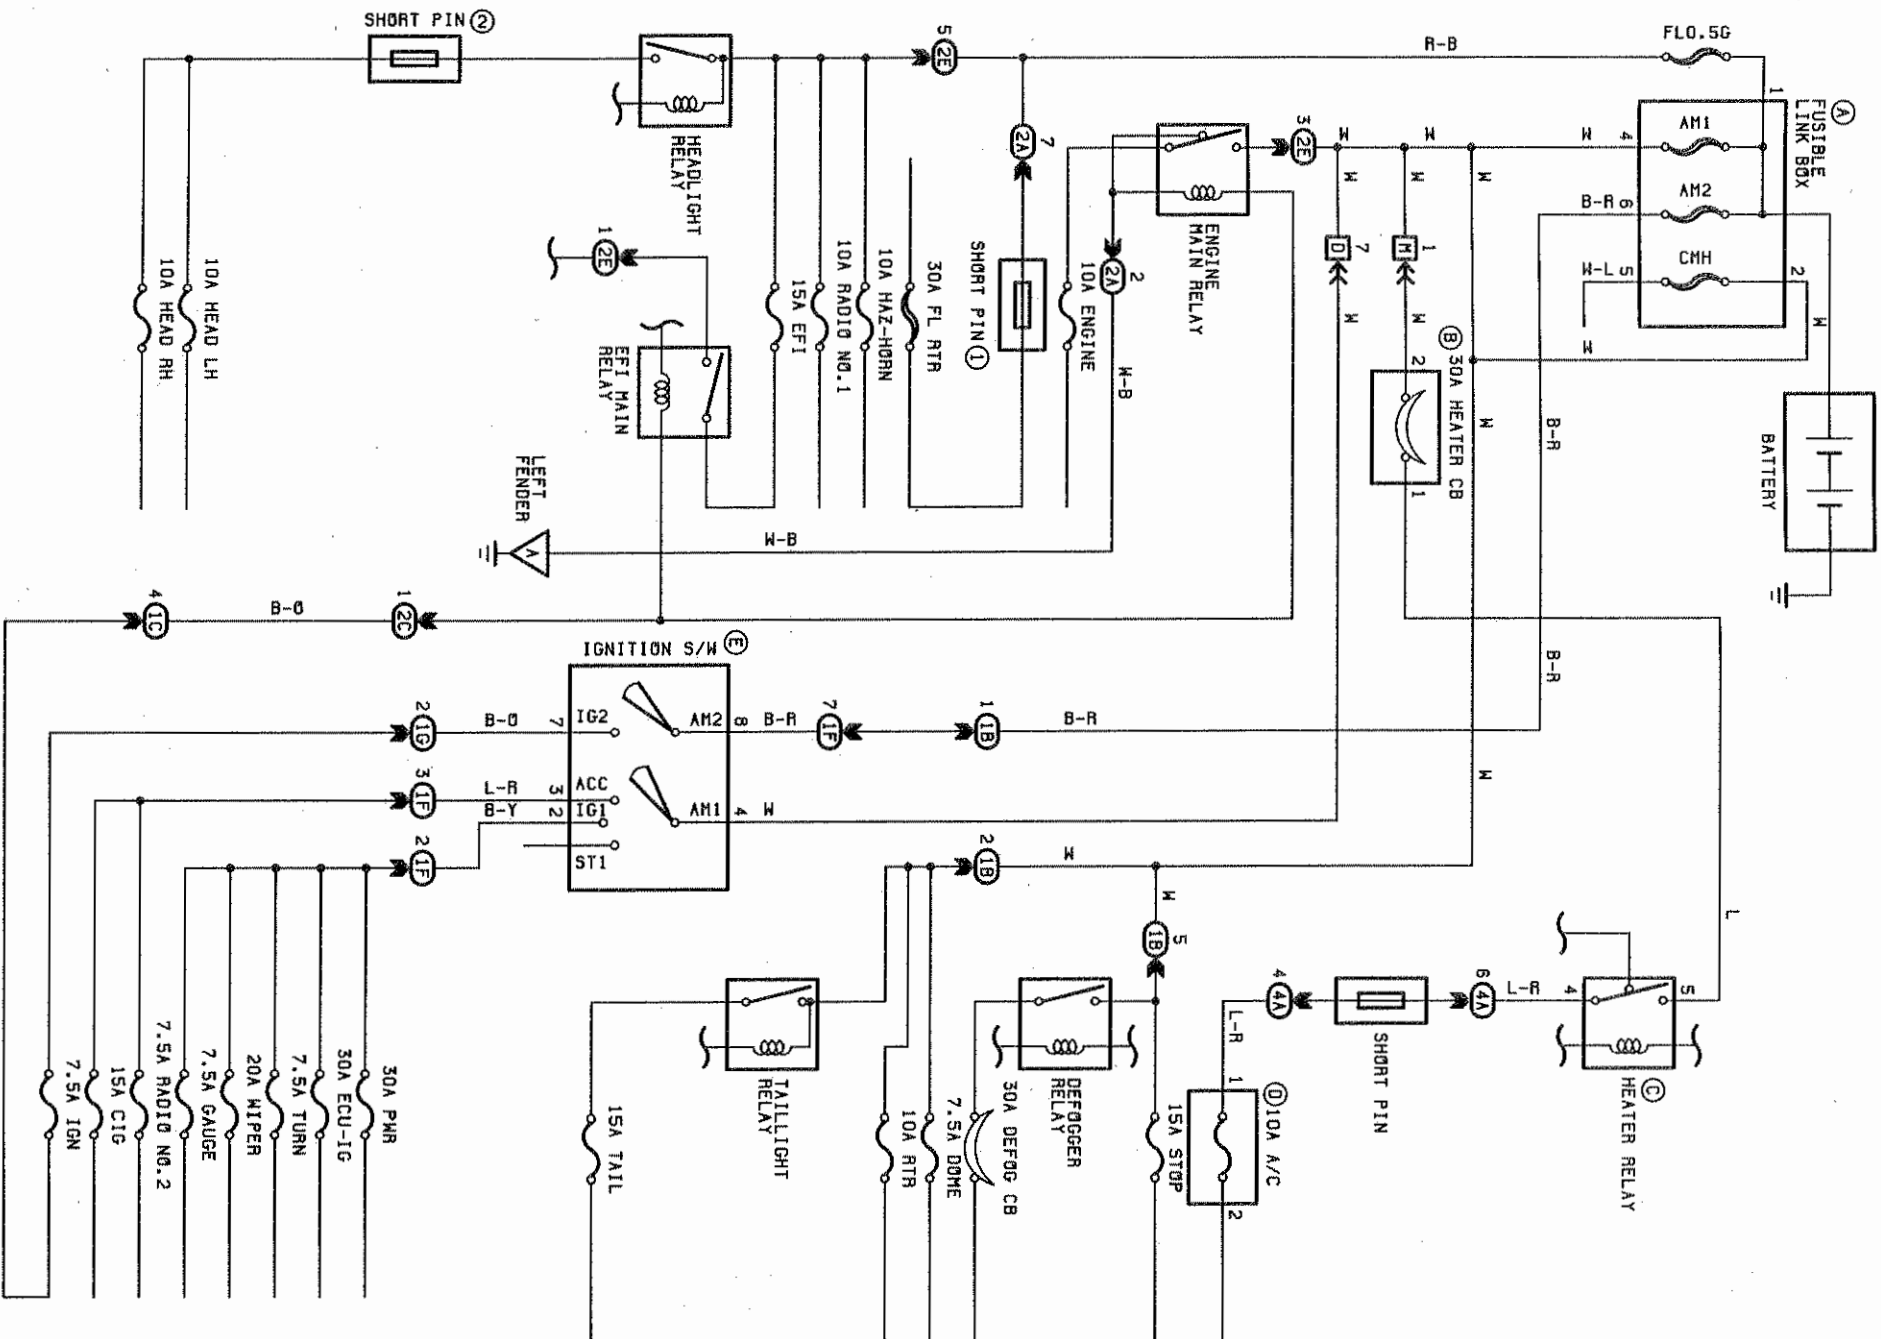 SHORT PIN ②
5
2E
R-B
FL0.5G
1
Ⓐ
FUSIBLE
LINK BOX
AM1
4
W
W
W
3
2E
AM2
B-R
6
CMH
W-L
5
2
W
W
HEADLIGHT
RELAY
7
2A
ENGINE
MAIN RELAY
W
W
W
7
D
W
1
M
W
1
2E
2
2A
W-B
10A HEAD LH
10A HEAD RH
15A EFI
10A RADIO NO.1
10A HAZ-HORN
30A FL RTR
SHORT PIN ①
10A ENGINE
EFI MAIN
RELAY
Ⓑ
30A HEATER CB
2
1
W
B-R
BATTERY
LEFT
FENDER
A
W-B
4
1C
B-O
1
2C
B-R
IGNITION S/W Ⓔ
2
1G
B-O
7
IG2
AM2
8
B-R
7
1F
1
1B
B-R
W
3
1F
L-R
3
ACC
B-Y
2
IG1
AM1
4
W
2
1F
ST1
2
1B
W
W
5
1B
L
4
4A
6
4A
L-R
4
5
L-R
SHORT PIN
Ⓒ
HEATER RELAY
7.5A IGN
15A CIG
7.5A RADIO NO.2
7.5A GAUGE
20A WIPER
7.5A TURN
30A ECU-IG
30A PWR
15A TAIL
TAILLIGHT
RELAY
10A RTR
7.5A DOME
30A DEFOG CB
DEFOGGER
RELAY
15A STOP
1
Ⓓ
10A A/C
2